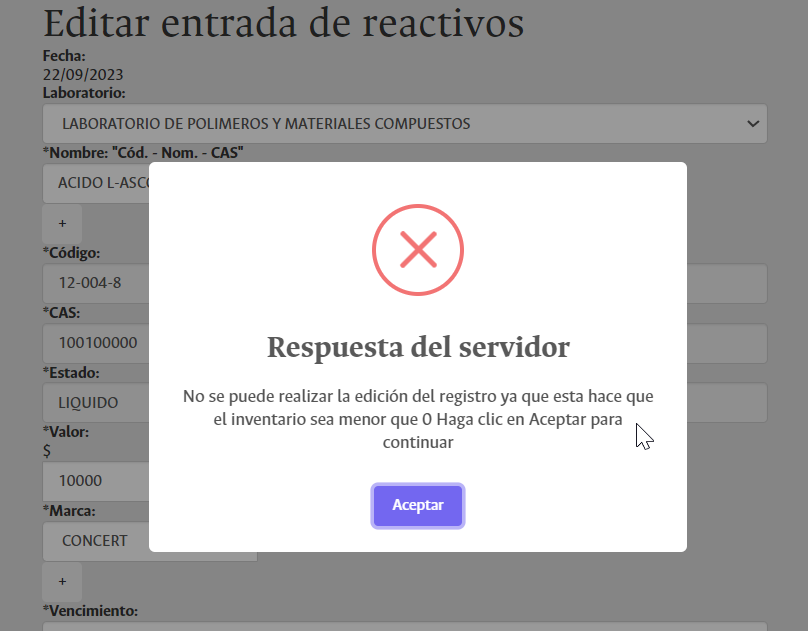 Editar entrada de reactivos
Fecha:
22/09/2023
Laboratorio:
LABORATORIO DE POLIMEROS Y MATERIALES COMPUESTOS
*Nombre: "Cód. - Nom. - CAS"
ACIDO L-ASCO
+
*Código:
12-004-8
*CAS:
100100000
*Estado:
LIQUIDO
*Valor:
$
10000
*Marca:
CONCERT
+
*Vencimiento:
Respuesta del servidor
No se puede realizar la edición del registro ya que esta hace que
el inventario sea menor que 0 Haga clic en Aceptar para
continuar
Aceptar